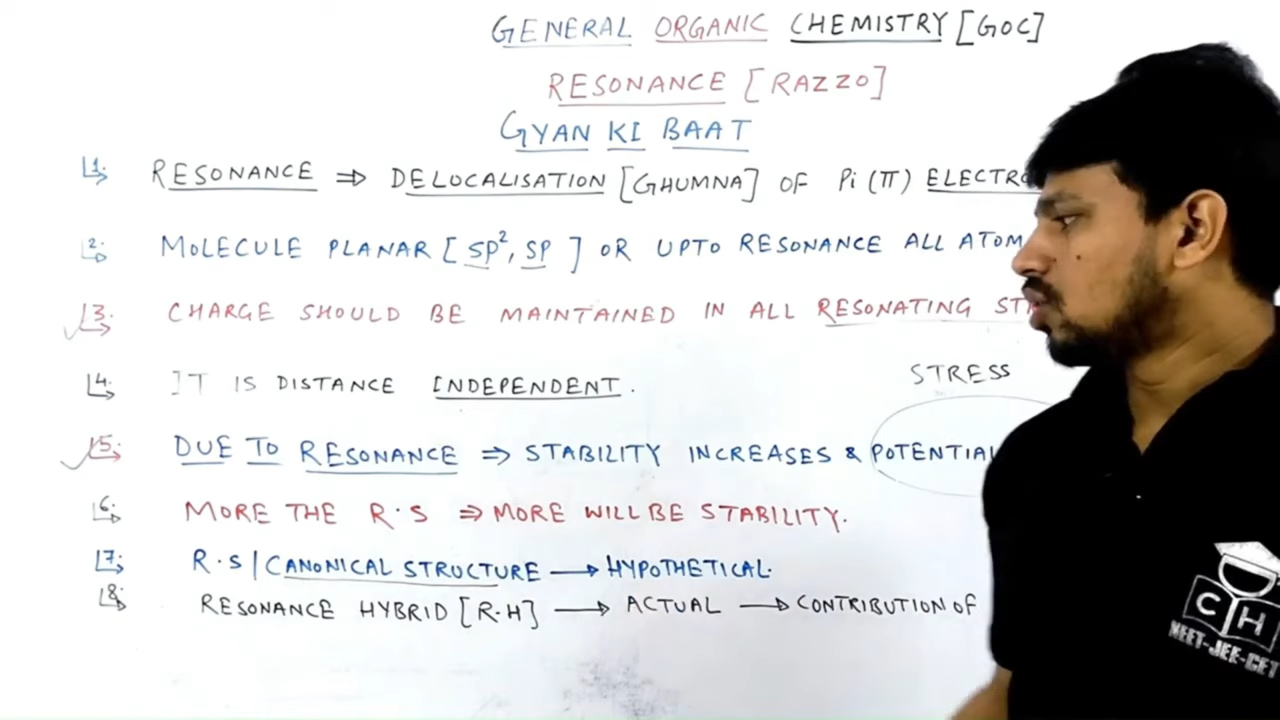 GENERAL ORGANIC CHEMISTRY [GOC]
RESONANCE [RAZZO]
GYAN KI BAAT
1. RESONANCE ⇒ DELOCALISATION [GHUMNA] OF Pi (π) ELECTRO
2. MOLECULE PLANAR [SP², SP] OR UPTO RESONANCE ALL ATOM
3. CHARGE SHOULD BE MAINTAINED IN ALL RESONATING ST
4. IT IS DISTANCE INDEPENDENT.
STRESS
5. DUE TO RESONANCE ⇒ STABILITY INCREASES & POTENTIAL
6. MORE THE R.S ⇒ MORE WILL BE STABILITY.
7. R.S | CANONICAL STRUCTURE → HYPOTHETICAL.
8. RESONANCE HYBRID [R.H] → ACTUAL → CONTRIBUTION OF
CH
NEET-JEE-CET